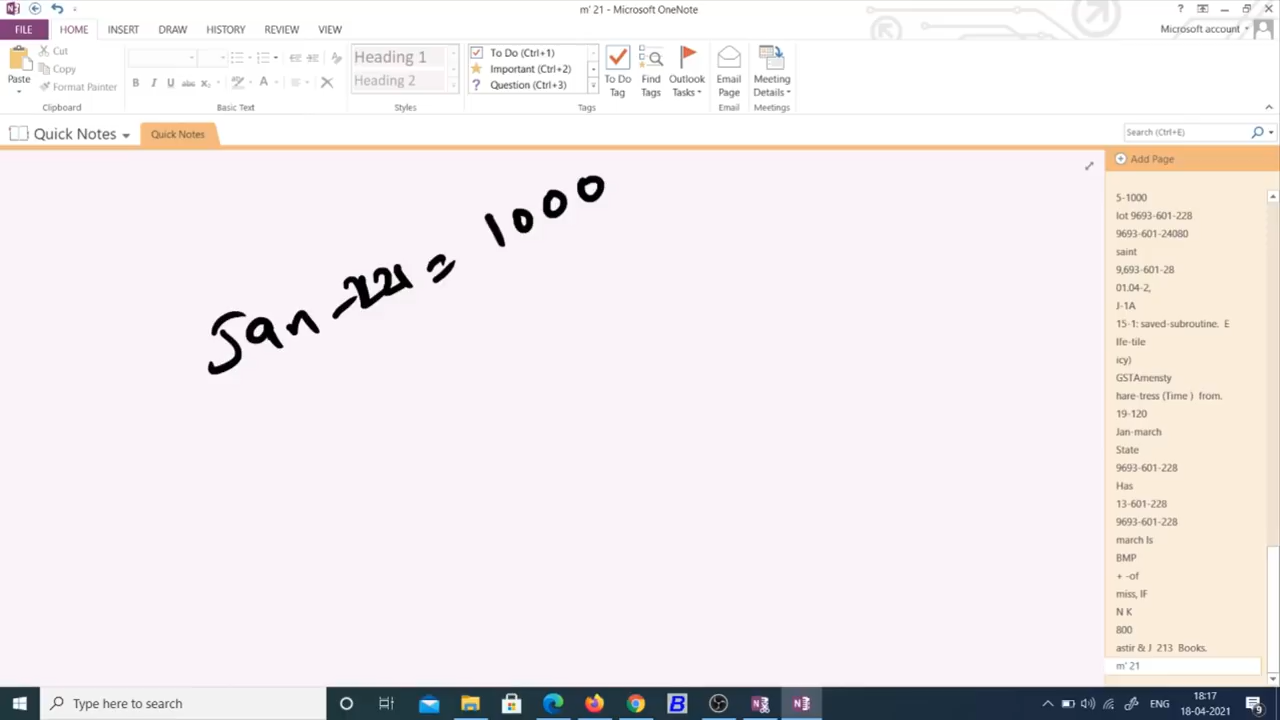 m' 21 - Microsoft OneNote
?
FILE
HOME
INSERT
DRAW
HISTORY
REVIEW
VIEW
Microsoft account
Paste
Cut
Copy
Format Painter
Clipboard
B I U abc x₂
A
Basic Text
Heading 1
Heading 2
Styles
To Do (Ctrl+1)
Important (Ctrl+2)
? Question (Ctrl+3)
To Do Tag
Find Tags
Outlook Tasks
Tags
Email Page
Email
Meeting Details
Meetings
Quick Notes
Quick Notes
Search (Ctrl+E)
Add Page
Jan = 1000
5-1000
lot 9693-601-228
9693-601-24080
saint
9,693-601-28
01.04-2,
J-1A
15-1: saved-subroutine. E
Ife-tile
icy)
GSTAmensty
hare-tress (Time ) from.
19-120
Jan-march
State
9693-601-228
Has
13-601-228
9693-601-228
march Is
BMP
+ -of
miss, IF
N K
800
astir & J 213 Books.
m' 21
Type here to search
B
ENG
18:17
18-04-2021
9